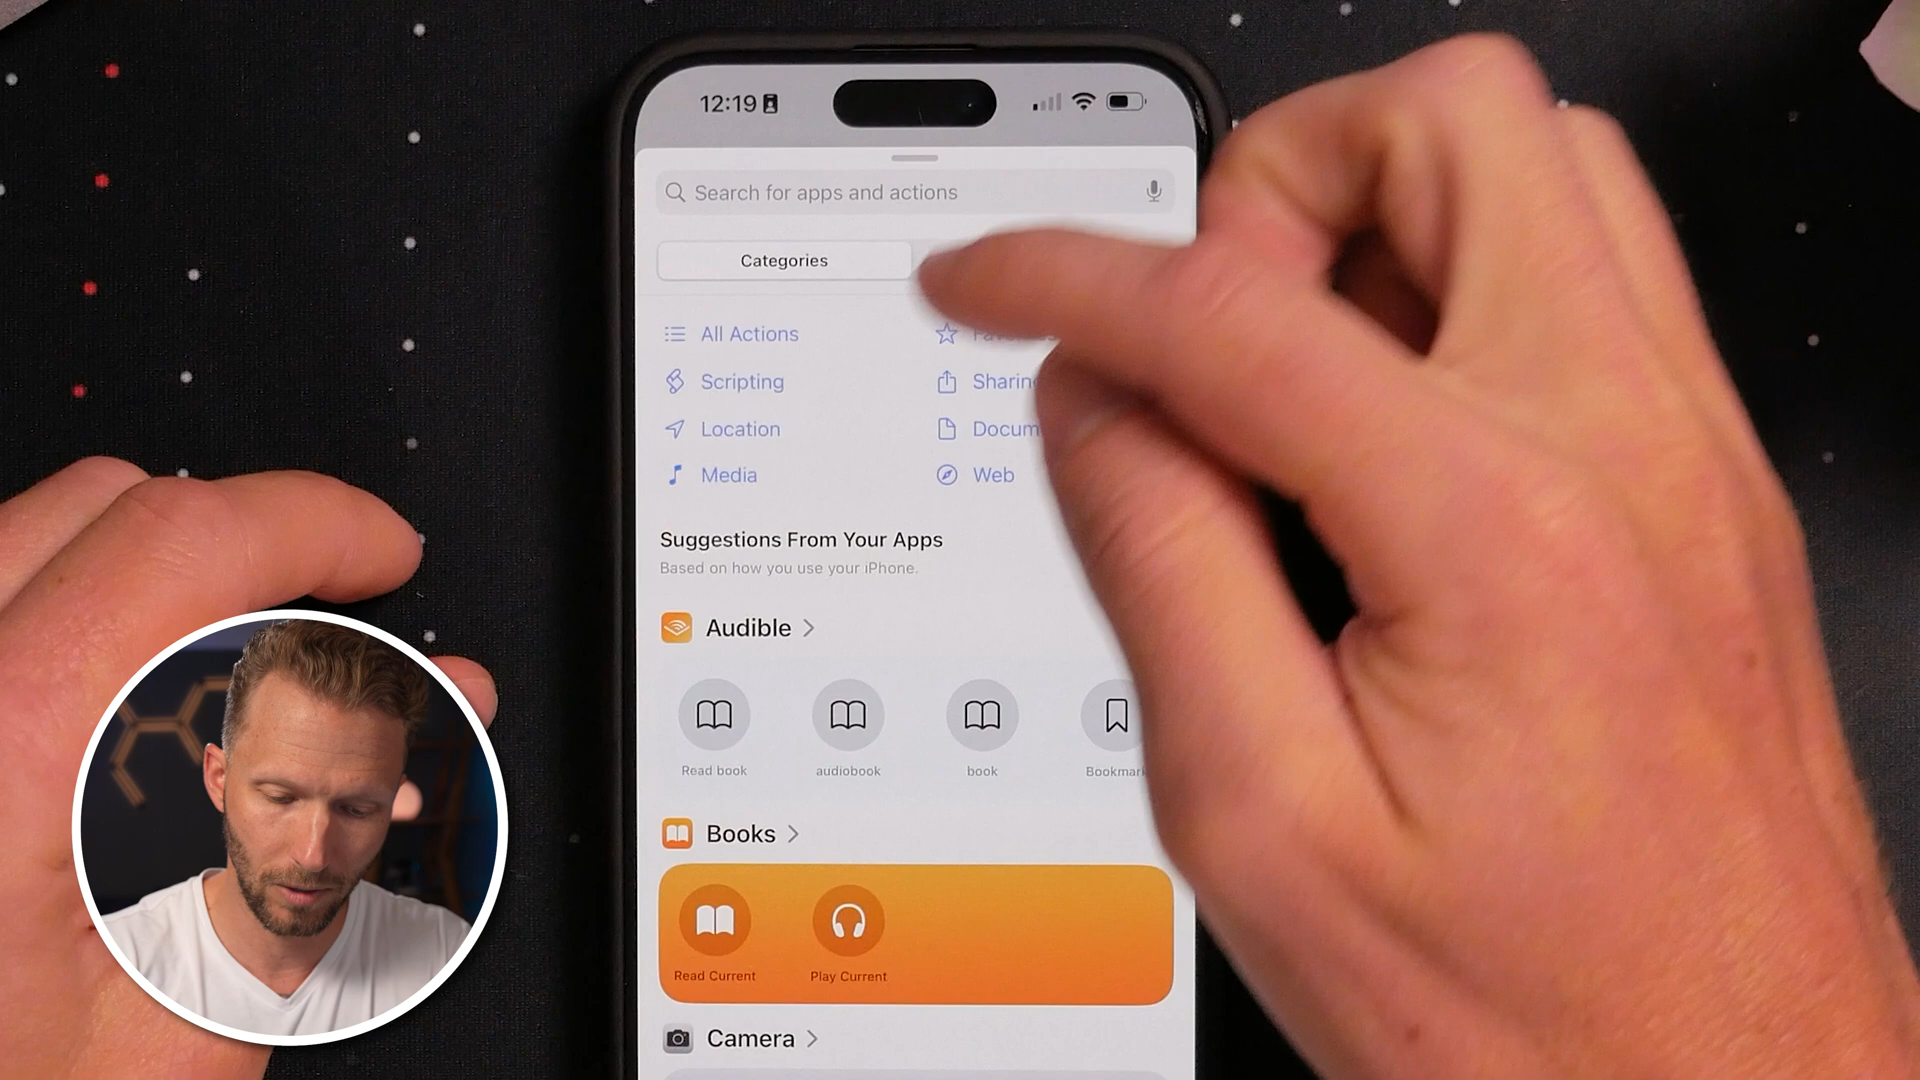 12:19
Search for apps and actions
Categories
All Actions
Scripting
Location
Media
Web
Suggestions From Your Apps
Based on how you use your iPhone.
Audible
Read book
audiobook
book
Books
Read Current
Play Current
Camera